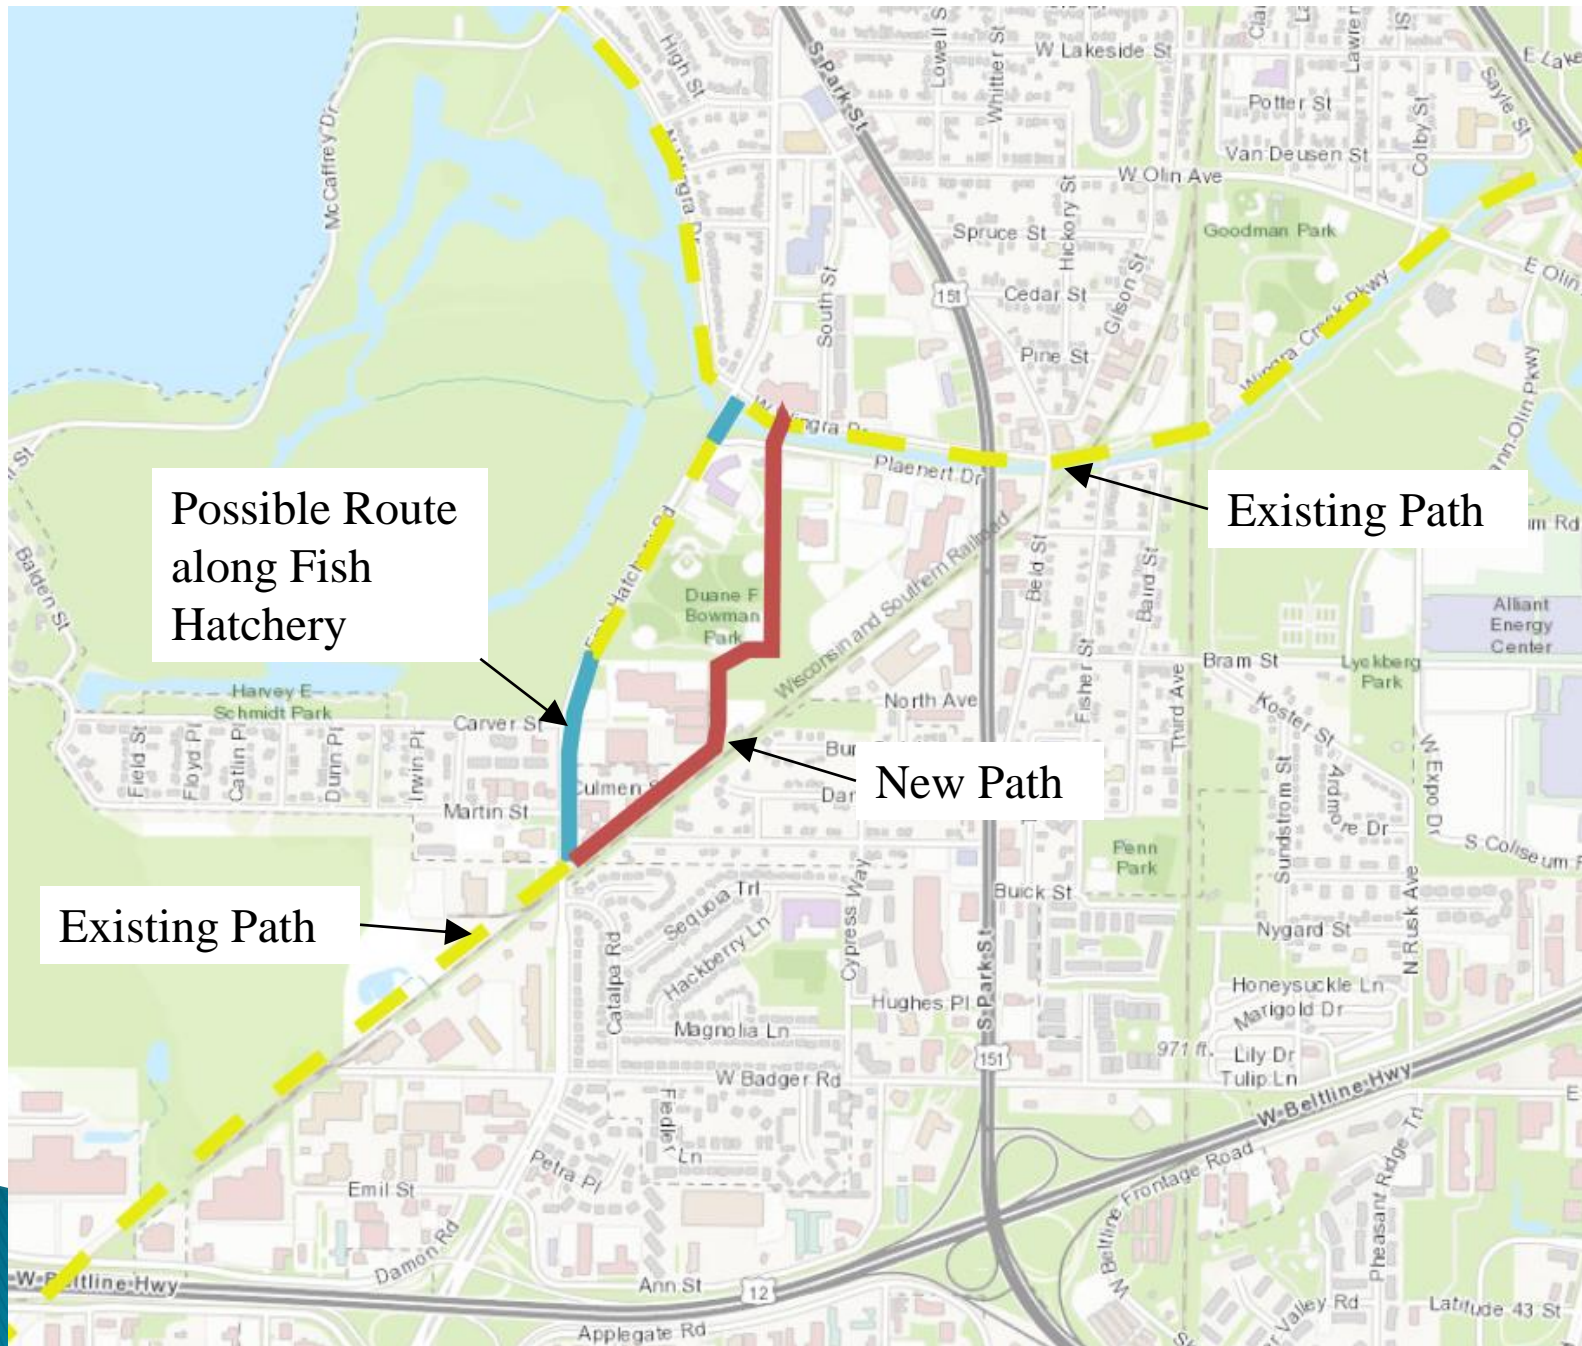 High St
S Park St
Lowell S
Whittier St
W Lakeside St
Lawren
E Lake
Sayle St
Potter St
Colby St
Van Deusen St
W Olin Ave
McCaffrey Dr
Spruce St
Hickory St
Goodman Park
Gilson St
E Olin
151
Cedar St
South St
Pine St
Wingra Creek Pkwy
Plaenert Dr
Possible Route
along Fish
Hatchery
Existing Path
Balden St
Duane F
Bowman
Park
Wisconsin and Southern Railroad
Beld St
Baird St
Fisher St
Third Ave
Bram St
Lyckberg
Park
Alliant
Energy
Center
Harvey E
Schmidt Park
Carver St
North Ave
Koster St
Field St
Floyd Pl
Catlin Pl
Dunn Pl
Irwin Pl
Martin St
Culmen
New Path
Sundstrom St
Ardmore Dr
W Expo Dr
S Coliseum
Penn
Park
Existing Path
Sequoia Trl
Hackberry Ln
Catalpa Rd
Cypress Way
Buick St
Nygard St
N Rusk Ave
Hughes Pl
S Park St
Honeysuckle Ln
Marigold Dr
Magnolia Ln
151
971 ft.
Lily Dr
Tulip Ln
W Badger Rd
W Beltline Hwy
Fiedler
Ln
Petra Pl
Emil St
Damon Rd
W Beltline Frontage Road
Pheasant Ridge Trl
W Beltline Hwy
Ann St
12
Applegate Rd
Valley Rd
Latitude 43 St